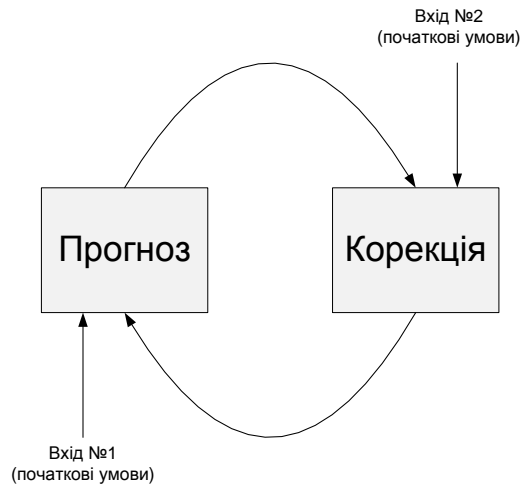 Вхід №2
(початкові умови)
Прогноз
Корекція
Вхід №1
(початкові умови)